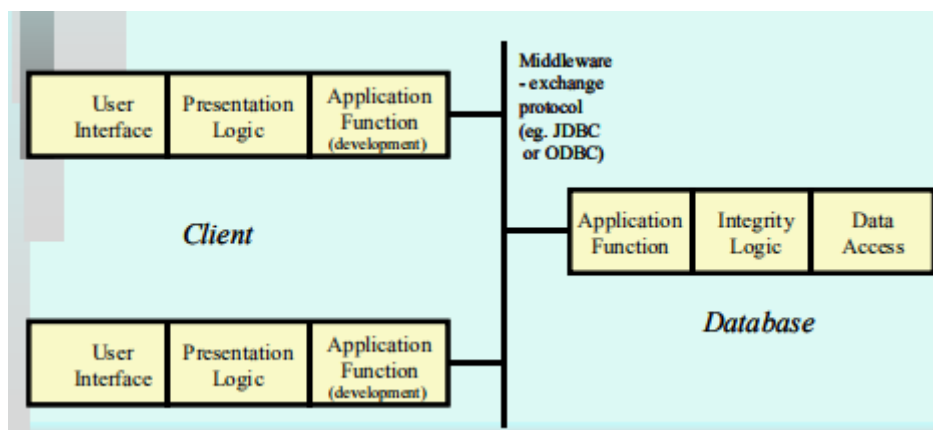 User
Interface
Presentation
Logic
Application
Function
(development)
Middleware
- exchange
protocol
(eg. JDBC
or ODBC)
Client
Application
Function
Integrity
Logic
Data
Access
Database
User
Interface
Presentation
Logic
Application
Function
(development)